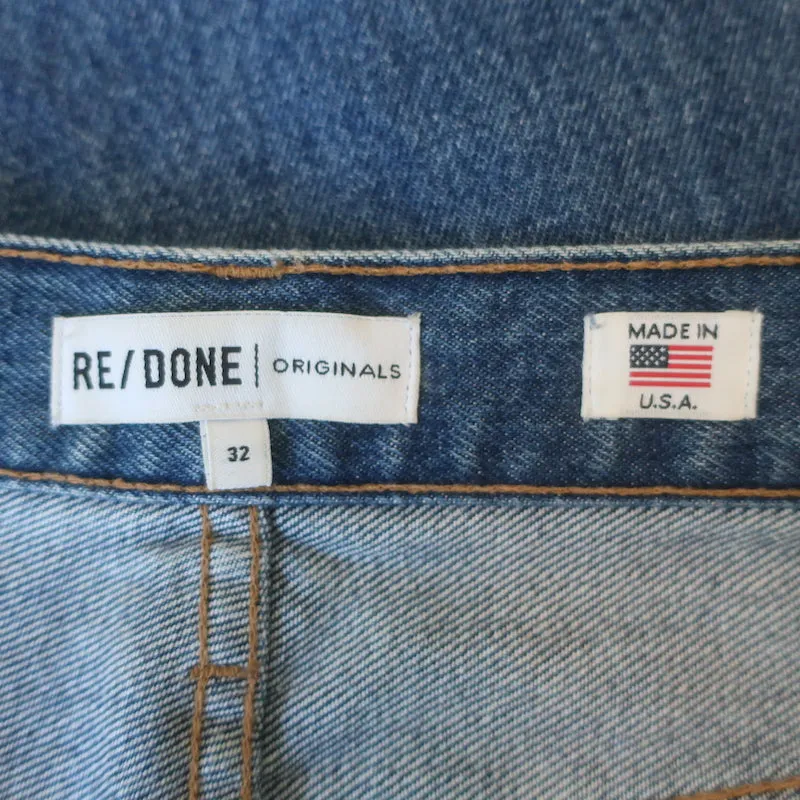 RE/DONE | ORIGINALS
32
MADE IN
U.S.A.